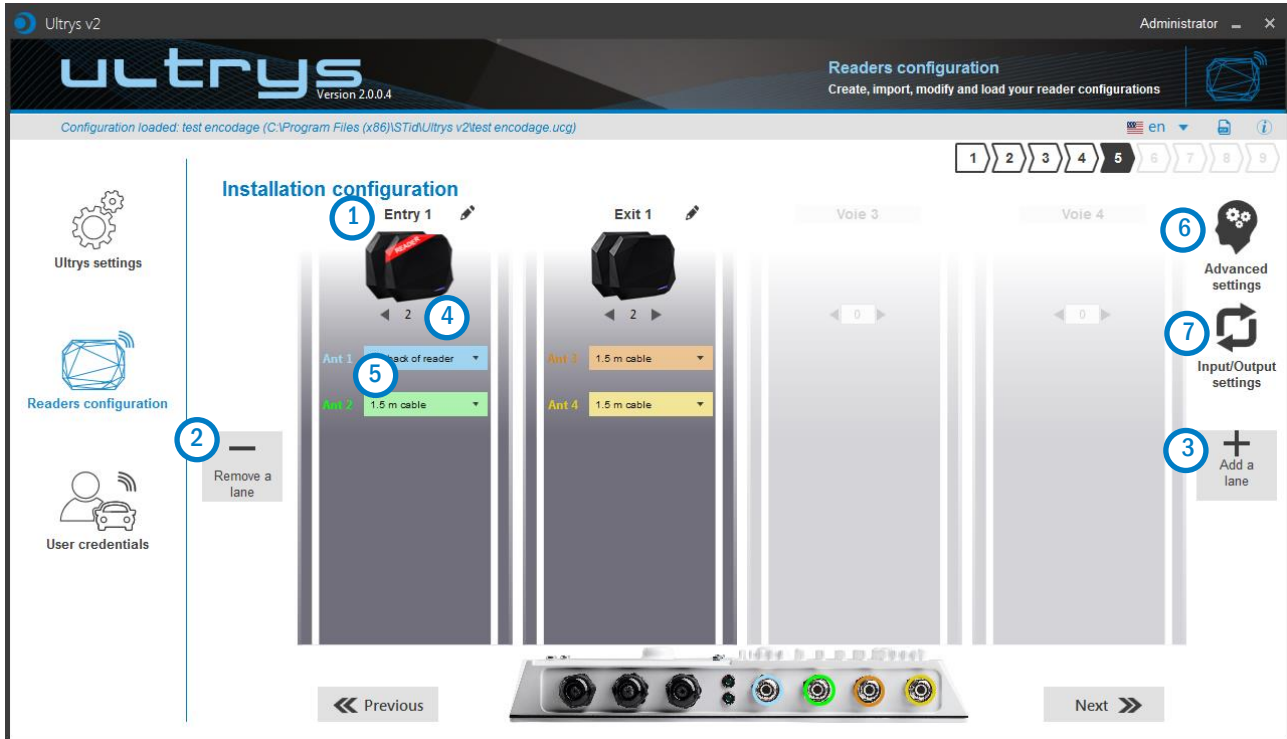 Ultrys v2
Administrator
ultrys
Version 2.0.0.4
Readers configuration
Create, import, modify and load your reader configurations
Configuration loaded: test encodage (C:\Program Files (x86)\STid\Ultrys v2\test encodage.ucg)
en
1 2 3 4 5 6 7 8 9
Installation configuration
1 Entry 1
Exit 1
Voie 3
Voie 4
READER
6
Advanced
settings
Ultrys settings
2 4
2
0
0
7
Input/Output
settings
Ant 1 back of reader
5
Ant 3 1.5 m cable
Ant 2 1.5 m cable
Ant 4 1.5 m cable
Readers configuration
2
Remove a
lane
3
Add a
lane
User credentials
Previous
Next